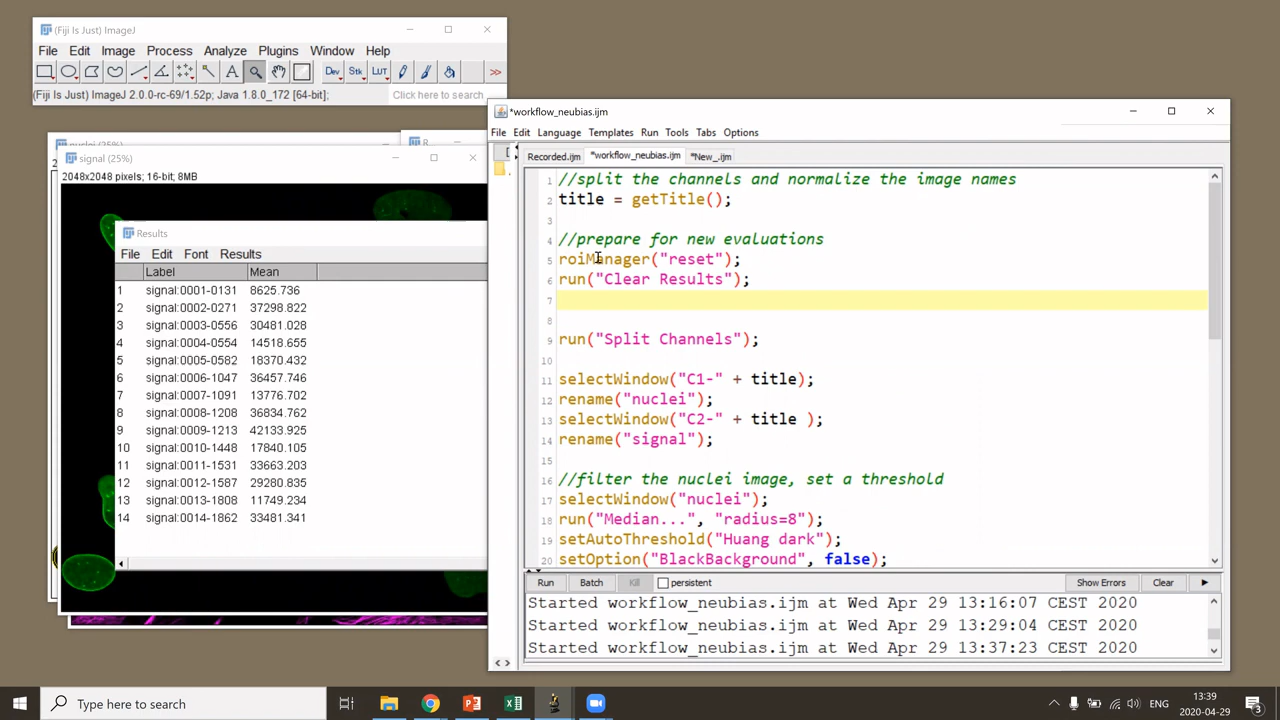 (Fiji Is Just) ImageJ
File Edit Image Process Analyze Plugins Window Help
Dev Stk LUT >>
(Fiji Is Just) ImageJ 2.0.0-rc-69/1.52p; Java 1.8.0_172 [64-bit];
Click here to search
nuclei (25%)
signal (25%)
2048x2048 pixels; 16-bit; 8MB
Results
File Edit Font Results
Label Mean
1 signal:0001-0131 8625.736
2 signal:0002-0271 37298.822
3 signal:0003-0556 30481.028
4 signal:0004-0554 14518.655
5 signal:0005-0582 18370.432
6 signal:0006-1047 36457.746
7 signal:0007-1091 13776.702
8 signal:0008-1208 36834.762
9 signal:0009-1213 42133.925
10 signal:0010-1448 17840.105
11 signal:0011-1531 33663.203
12 signal:0012-1587 29280.835
13 signal:0013-1808 11749.234
14 signal:0014-1862 33481.341
*workflow_neubias.ijm
File Edit Language Templates Run Tools Tabs Options
Recorded.ijm *workflow_neubias.ijm *New_.ijm
1 //split the channels and normalize the image names
2 title = getTitle();
3
4 //prepare for new evaluations
5 roiManager("reset");
6 run("Clear Results");
7
8
9 run("Split Channels");
10
11 selectWindow("C1-" + title);
12 rename("nuclei");
13 selectWindow("C2-" + title );
14 rename("signal");
15
16 //filter the nuclei image, set a threshold
17 selectWindow("nuclei");
18 run("Median...", "radius=8");
19 setAutoThreshold("Huang dark");
20 setOption("BlackBackground", false);
Run Batch Kill persistent Show Errors Clear
Started workflow_neubias.ijm at Wed Apr 29 13:16:07 CEST 2020
Started workflow_neubias.ijm at Wed Apr 29 13:29:04 CEST 2020
Started workflow_neubias.ijm at Wed Apr 29 13:37:23 CEST 2020
Type here to search
ENG
13:39
2020-04-29
3